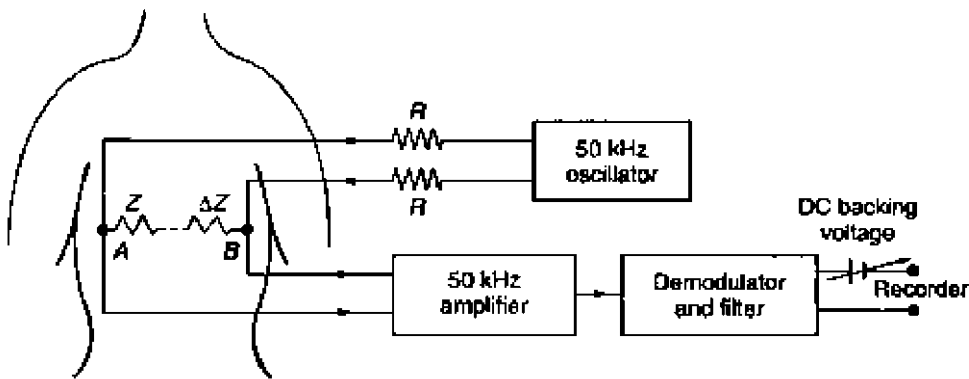 R
50 kHz
oscillator
R
Z ΔZ
A B
DC backing
voltage
50 kHz
amplifier
Demodulator
and filter
Recorder